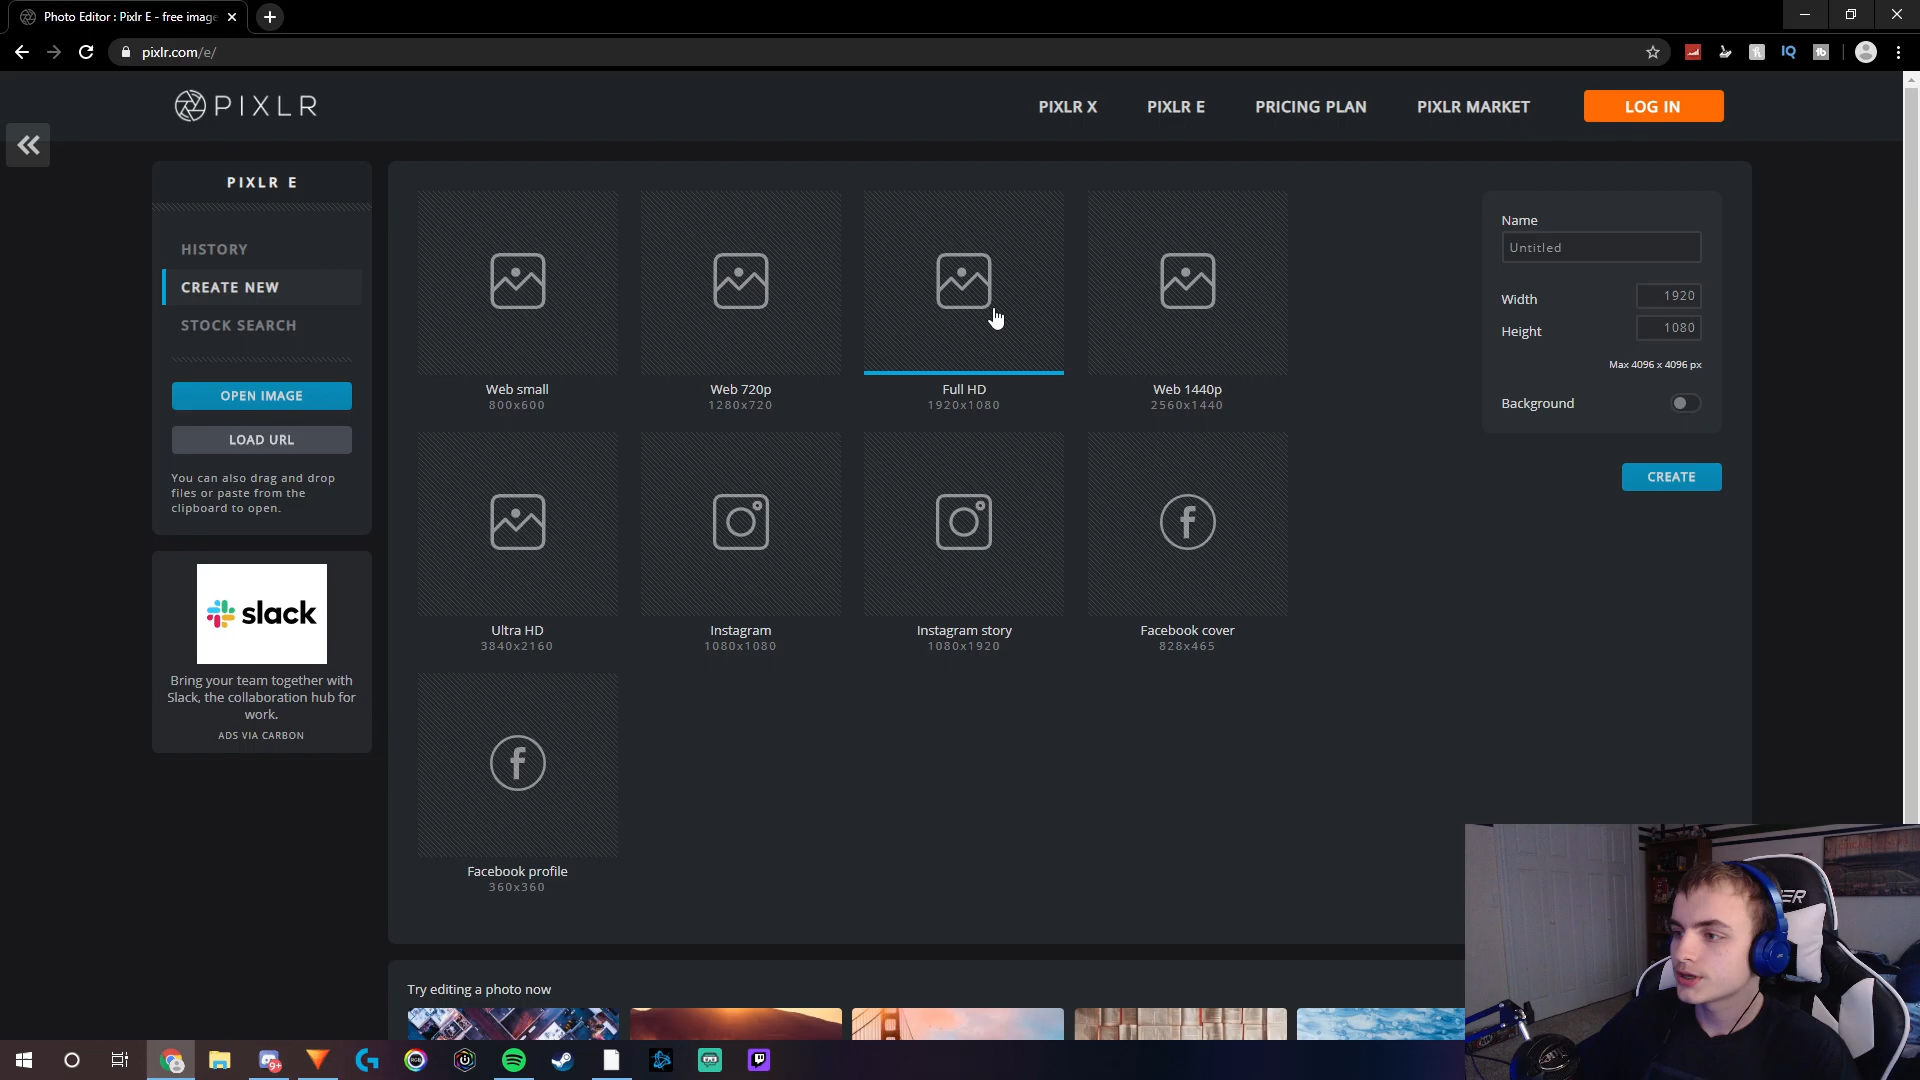 Photo Editor : Pixlr E - free image
pixlr.com/e/
IQ
PIXLR
PIXLR X
PIXLR E
PRICING PLAN
PIXLR MARKET
LOG IN
PIXLR E
HISTORY
CREATE NEW
STOCK SEARCH
OPEN IMAGE
LOAD URL
You can also drag and drop
files or paste from the
clipboard to open.
slack
Bring your team together with
Slack, the collaboration hub for
work.
ADS VIA CARBON
Web small
800x600
Web 720p
1280x720
Full HD
1920x1080
Web 1440p
2560x1440
Ultra HD
3840x2160
Instagram
1080x1080
Instagram story
1080x1920
Facebook cover
828x465
Facebook profile
360x360
Name
Untitled
Width
1920
Height
1080
Max 4096 x 4096 px
Background
CREATE
Try editing a photo now
9+